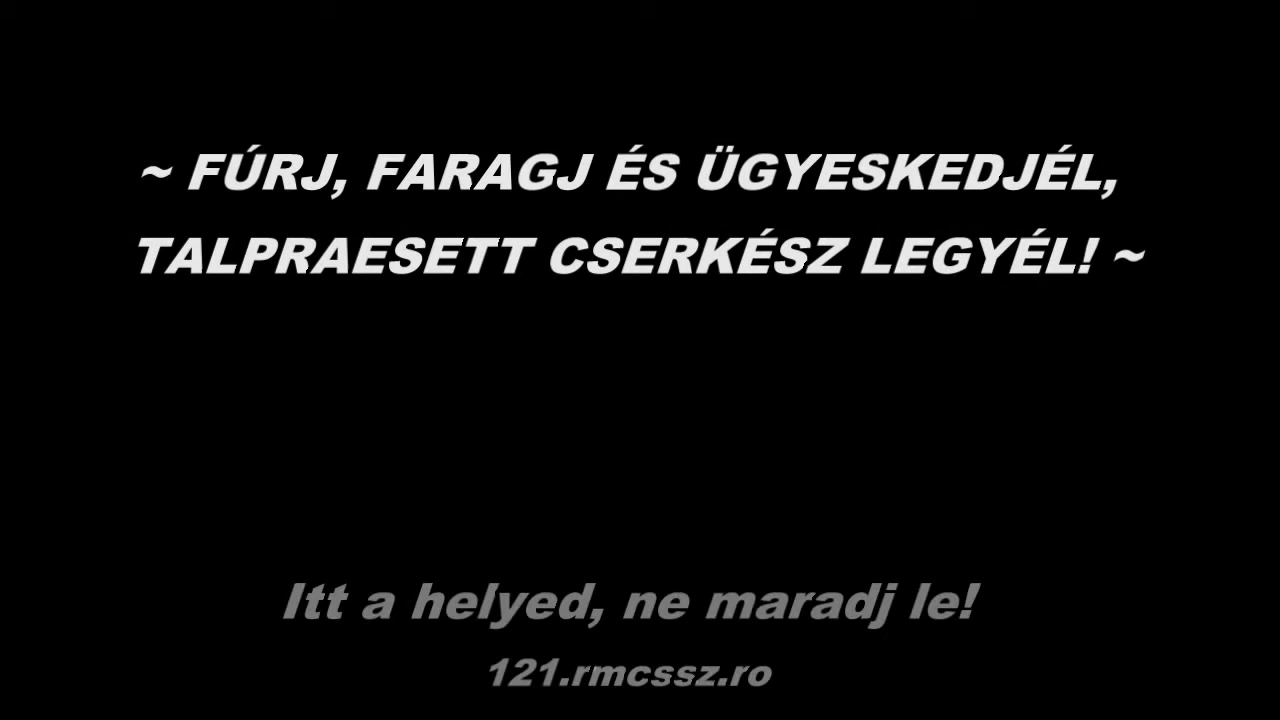 ~ FÚRJ, FARAGJ ÉS ÜGYESKEDJÉL,
TALPRAESETT CSERKÉSZ LEGYÉL! ~
Itt a helyed, ne maradj le!
121.rmcssz.ro